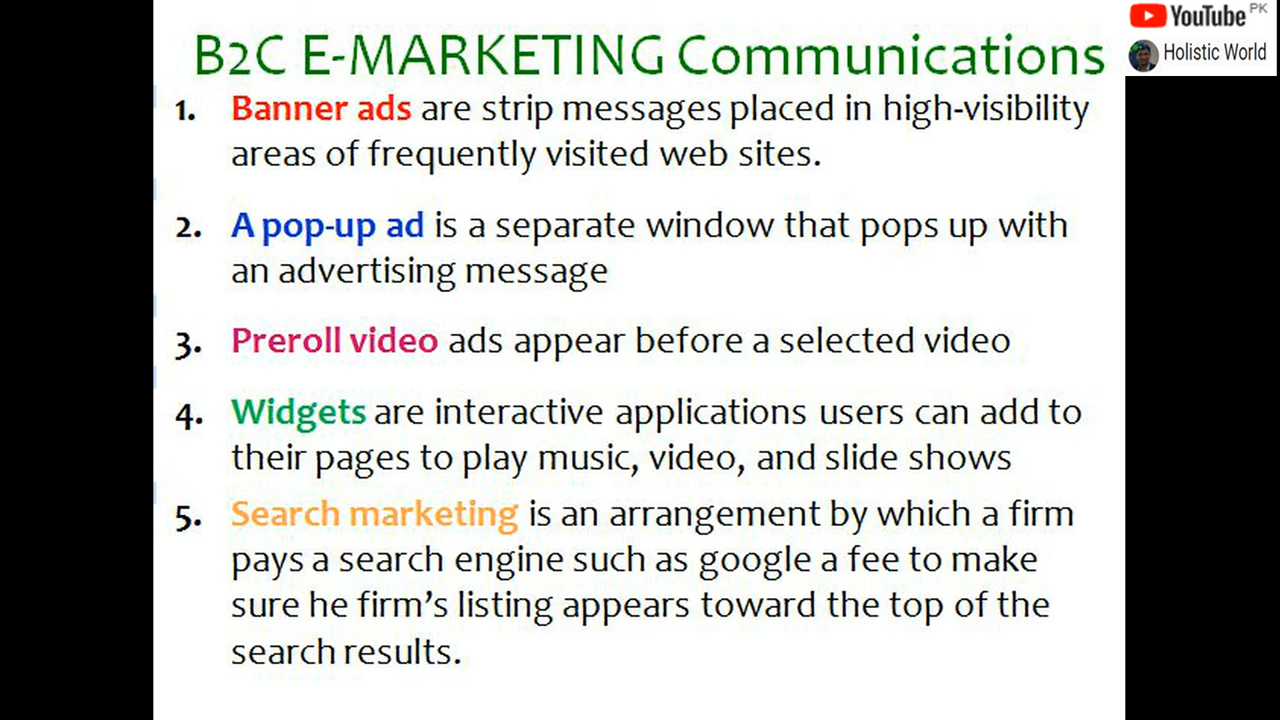 YouTube PK
Holistic World
B2C E-MARKETING Communications
1. Banner ads are strip messages placed in high-visibility
areas of frequently visited web sites.
2. A pop-up ad is a separate window that pops up with
an advertising message
3. Preroll video ads appear before a selected video
4. Widgets are interactive applications users can add to
their pages to play music, video, and slide shows
5. Search marketing is an arrangement by which a firm
pays a search engine such as google a fee to make
sure he firm's listing appears toward the top of the
search results.